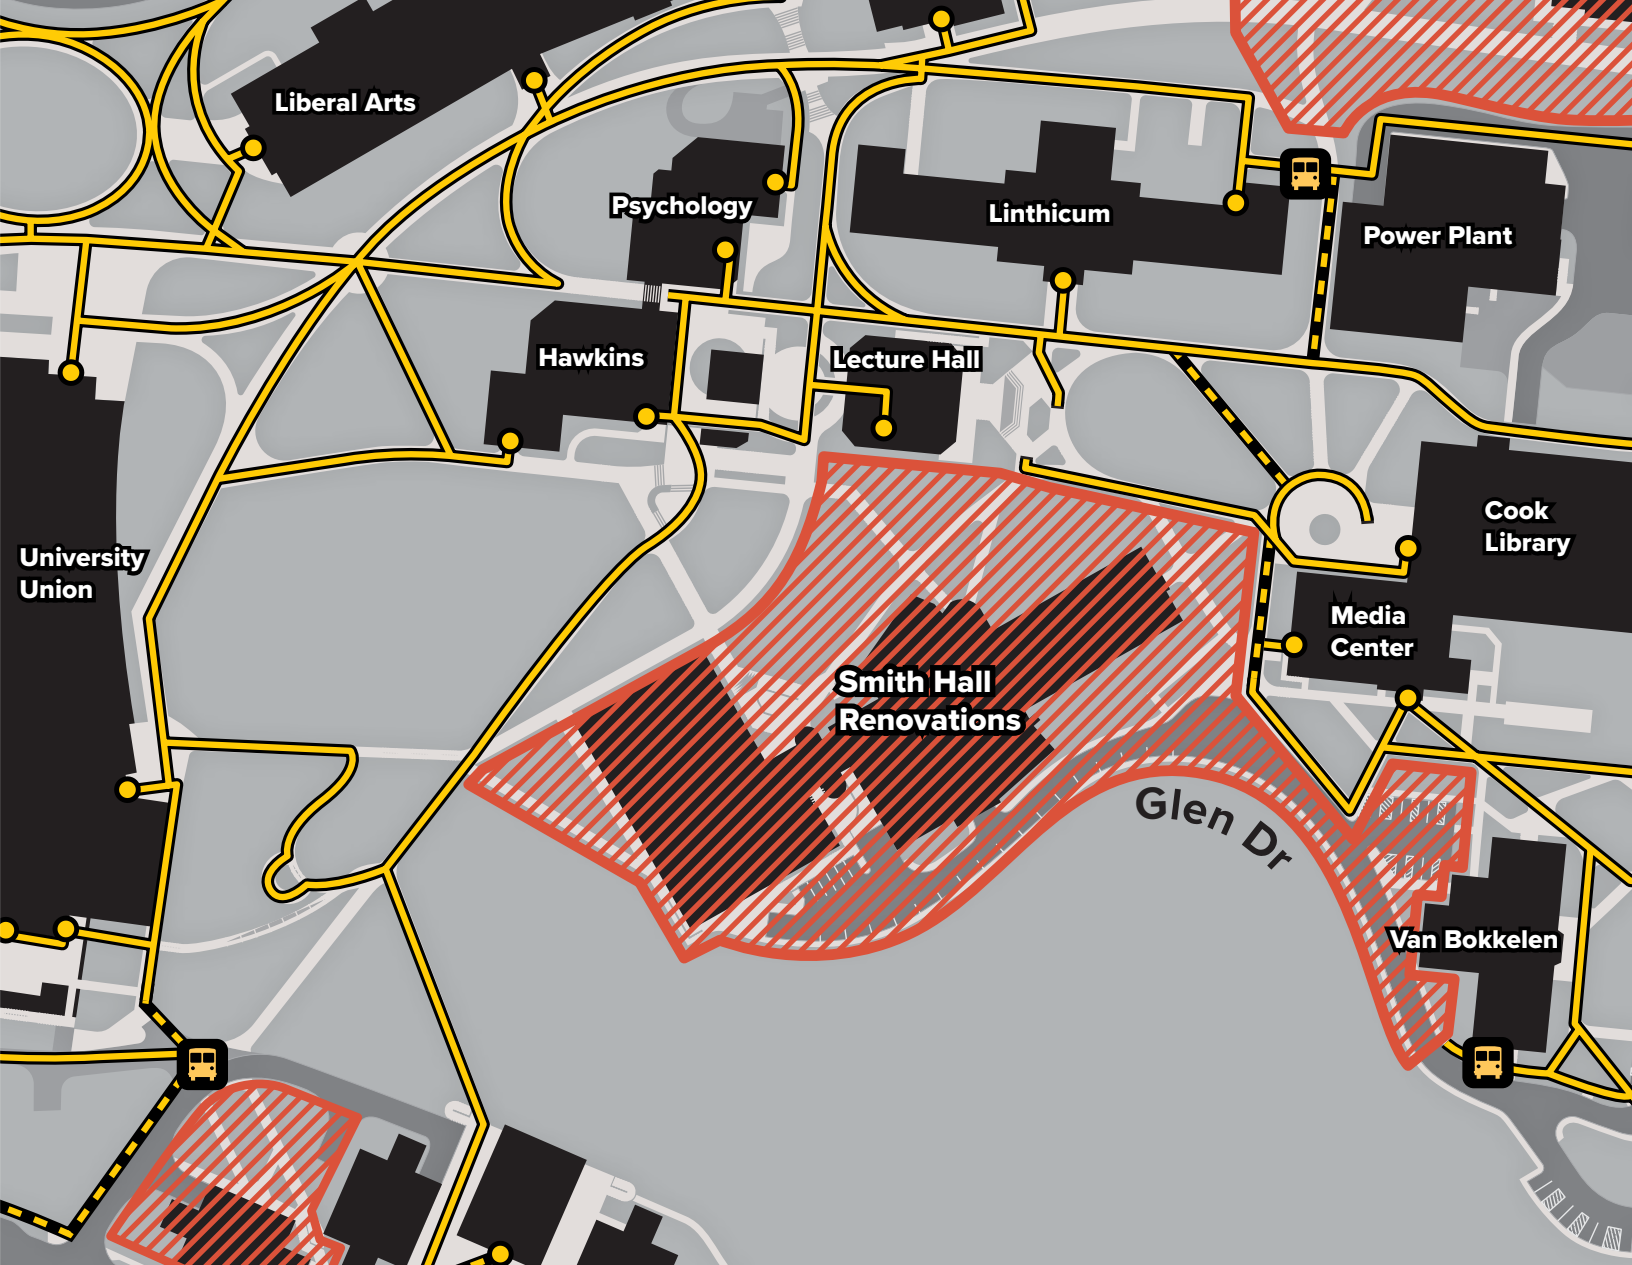 Liberal Arts
Psychology
Linthicum
Power Plant
Hawkins
Lecture Hall
Cook
Library
University
Union
Media
Center
Smith Hall
Renovations
Glen Dr
Van Bokkelen